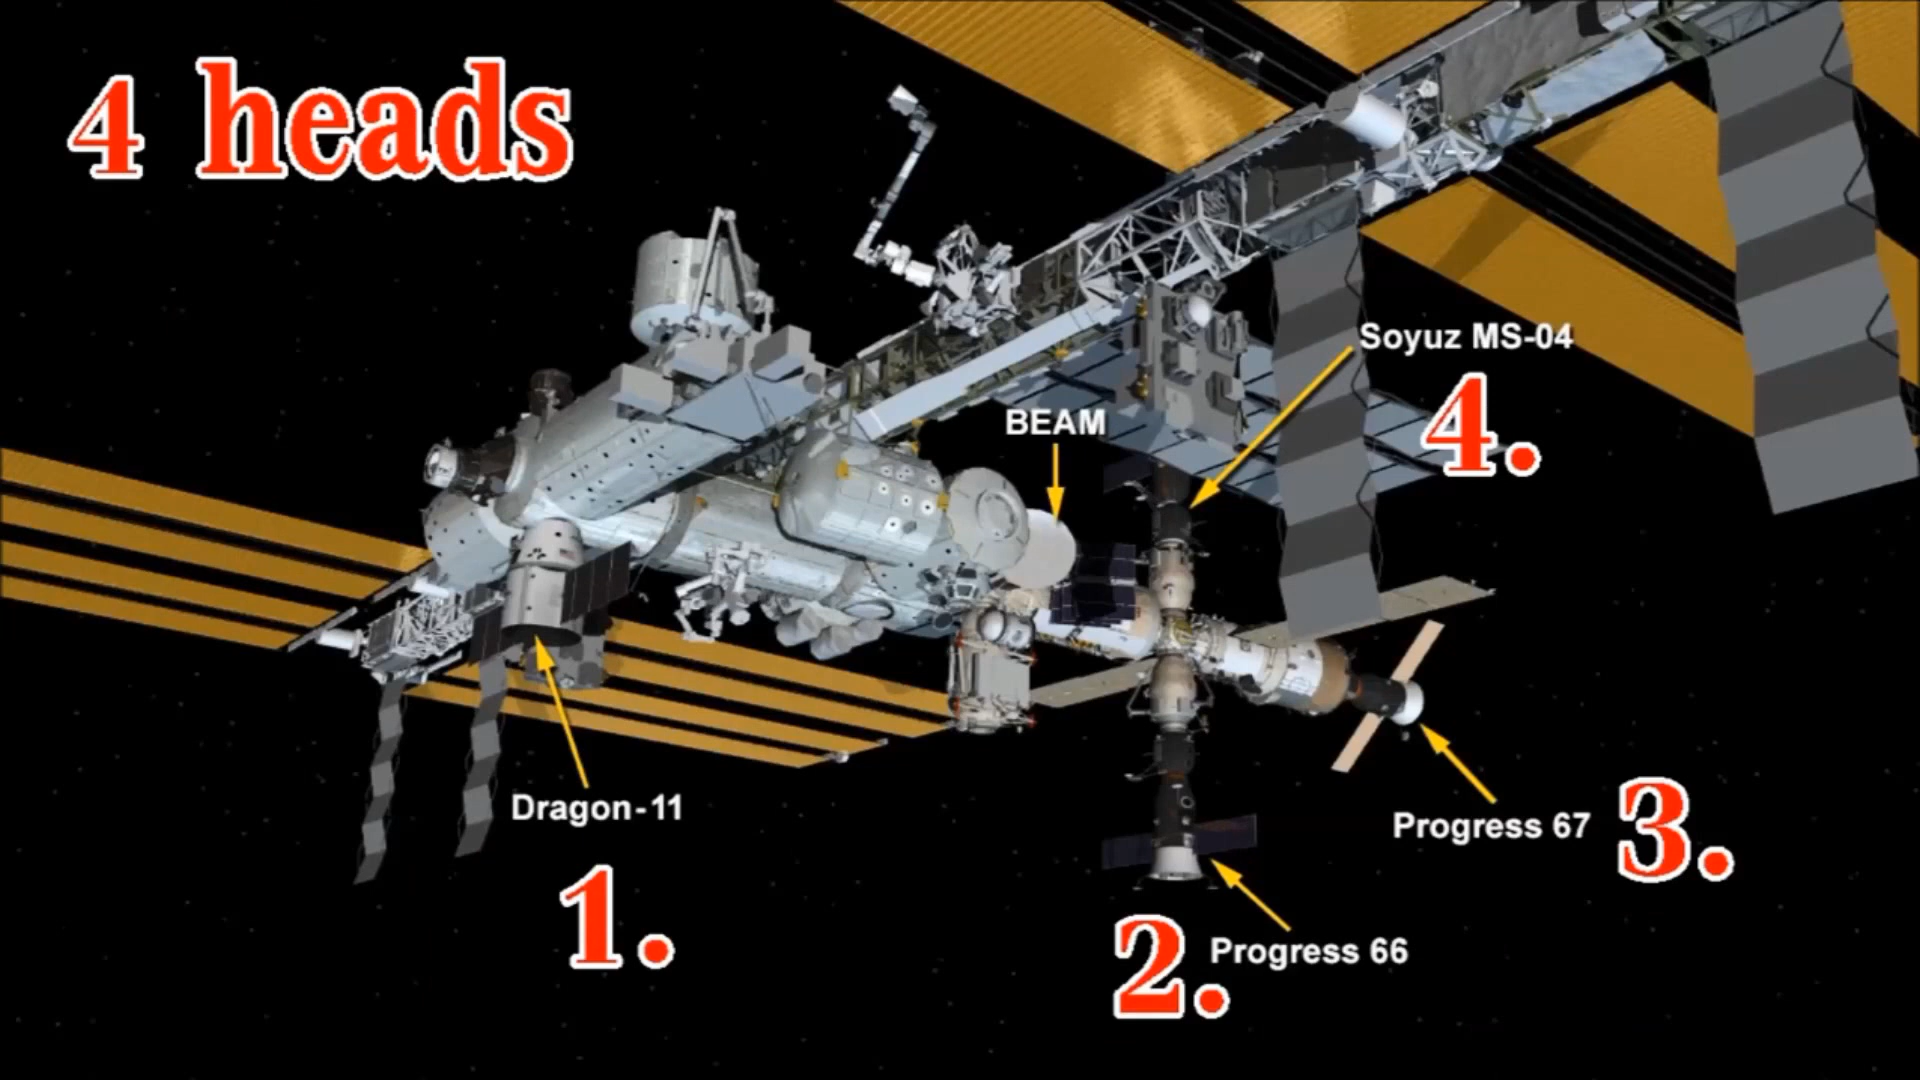 4 heads
Soyuz MS-04
4.
BEAM
Dragon-11
1.
Progress 67
3.
2.
Progress 66